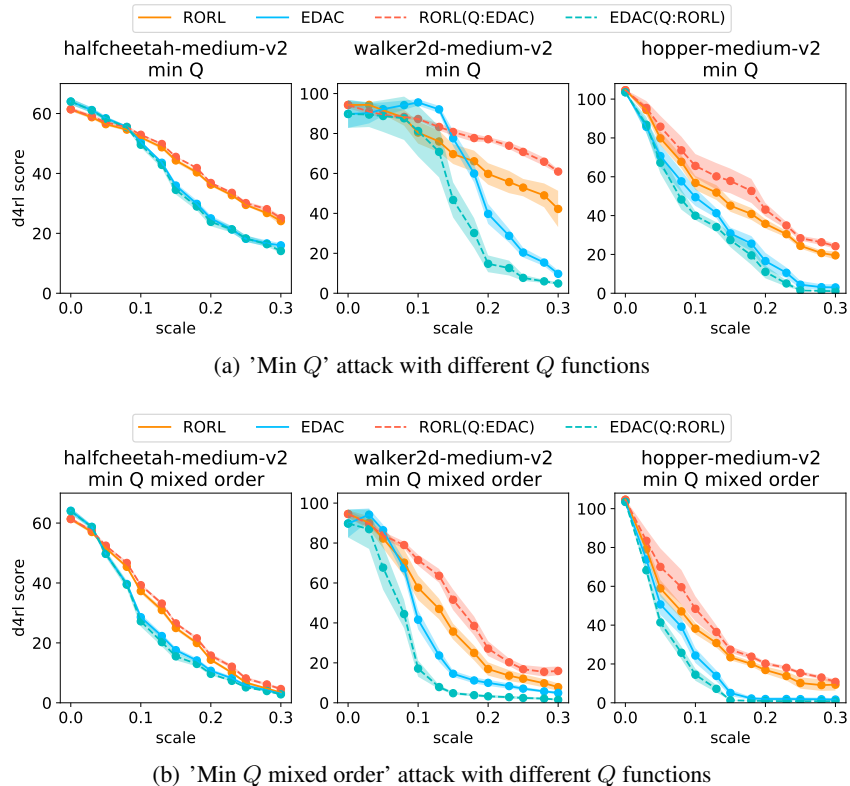 RORL EDAC RORL(Q:EDAC) EDAC(Q:RORL)
halfcheetah-medium-v2
min Q
walker2d-medium-v2
min Q
hopper-medium-v2
min Q
d4rl score
60
40
20
0
0.0 0.1 0.2 0.3
scale
100
80
60
40
20
0
0.0 0.1 0.2 0.3
scale
100
80
60
40
20
0
0.0 0.1 0.2 0.3
scale
(a) 'Min Q' attack with different Q functions
RORL EDAC RORL(Q:EDAC) EDAC(Q:RORL)
halfcheetah-medium-v2
min Q mixed order
walker2d-medium-v2
min Q mixed order
hopper-medium-v2
min Q mixed order
d4rl score
60
40
20
0
0.0 0.1 0.2 0.3
scale
100
80
60
40
20
0
0.0 0.1 0.2 0.3
scale
100
80
60
40
20
0
0.0 0.1 0.2 0.3
scale
(b) 'Min Q mixed order' attack with different Q functions